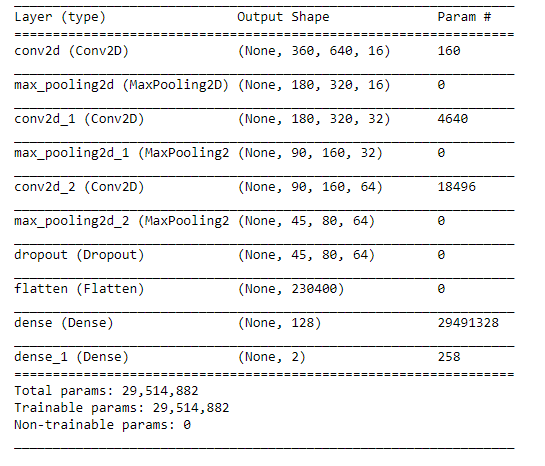 Layer (type) Output Shape Param #
conv2d (Conv2D) (None, 360, 640, 16) 160
max_pooling2d (MaxPooling2D) (None, 180, 320, 16) 0
conv2d_1 (Conv2D) (None, 180, 320, 32) 4640
max_pooling2d_1 (MaxPooling2 (None, 90, 160, 32) 0
conv2d_2 (Conv2D) (None, 90, 160, 64) 18496
max_pooling2d_2 (MaxPooling2 (None, 45, 80, 64) 0
dropout (Dropout) (None, 45, 80, 64) 0
flatten (Flatten) (None, 230400) 0
dense (Dense) (None, 128) 29491328
dense_1 (Dense) (None, 2) 258
Total params: 29,514,882
Trainable params: 29,514,882
Non-trainable params: 0